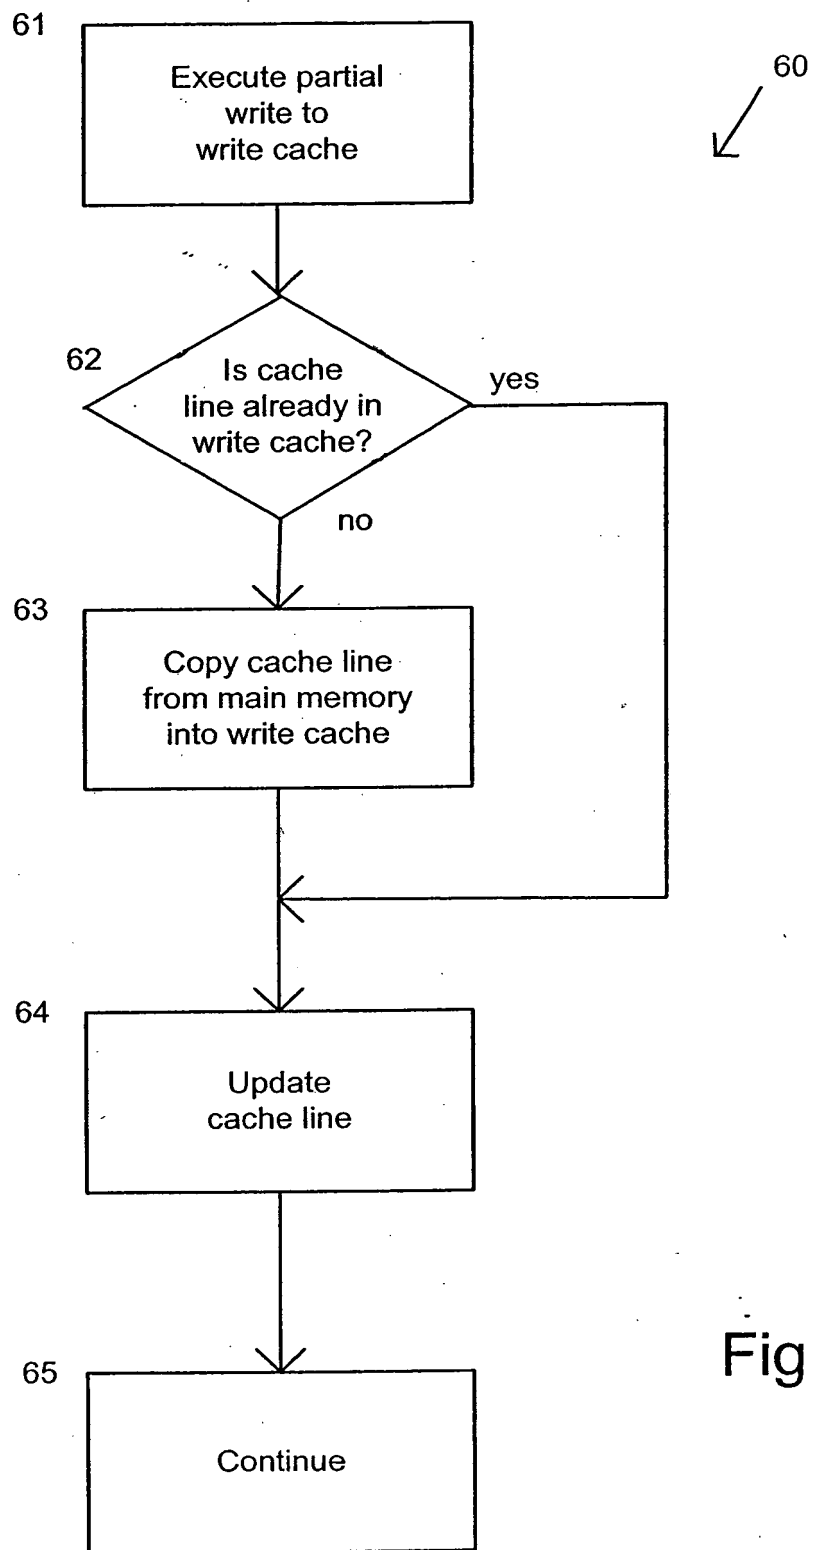 61
Execute partial
write to
write cache
60
62
Is cache
line already in
write cache?
yes
no
63
Copy cache line
from main memory
into write cache
64
Update
cache line
65
Continue
Fig